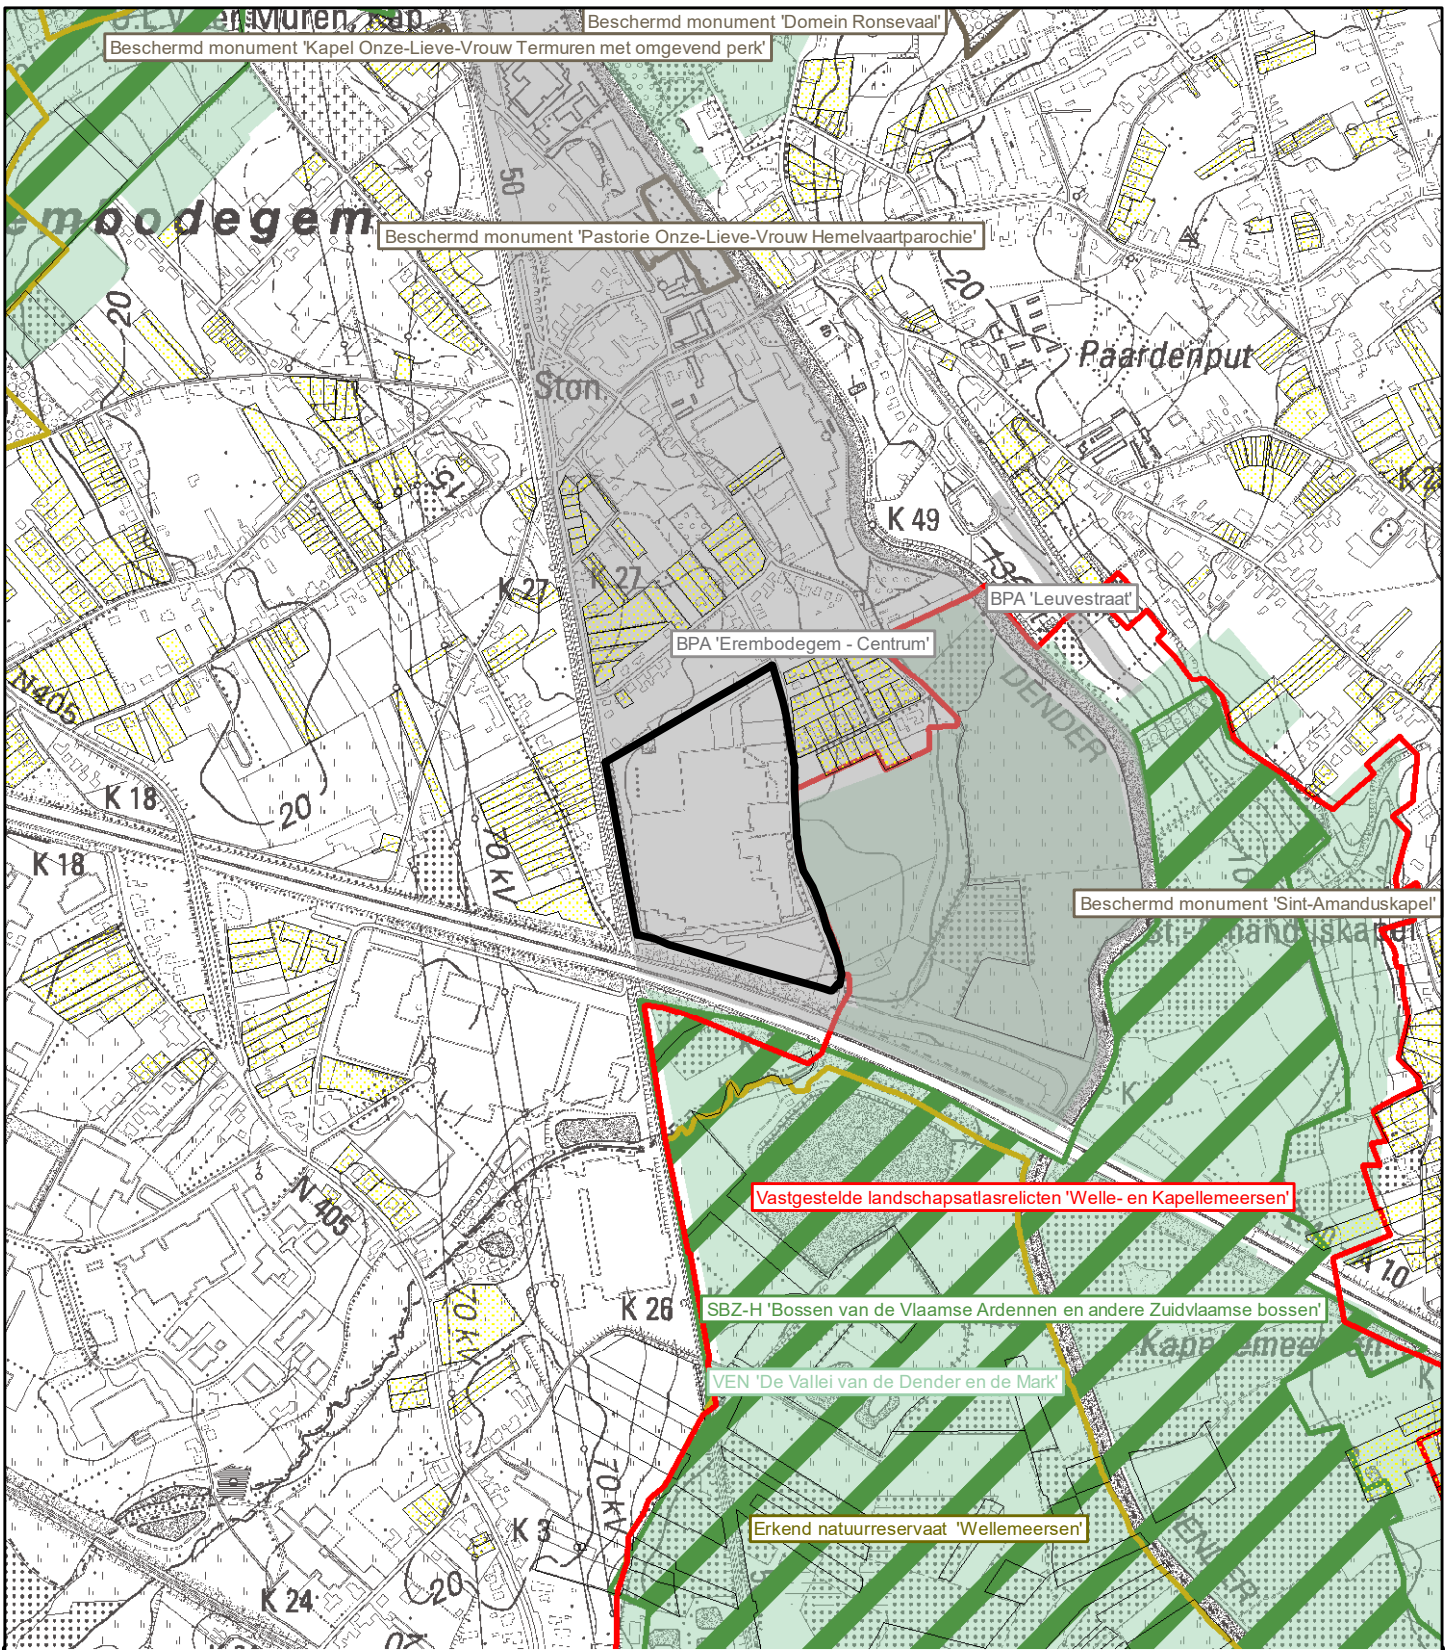 Beschermd monument 'Domein Ronsevaal'
Beschermd monument 'Kapel Onze-Lieve-Vrouw Termuren met omgevend perk'
50
Beschermd monument 'Pastorie Onze-Lieve-Vrouw Hemelvaartparochie'
20
20
Paardenput
Ston.
K 49
K 27
K 27
BPA 'Leuvestraat'
BPA 'Erembodegem - Centrum'
N405
DENDER
K 18
20
70 kV
K 18
10
Beschermd monument 'Sint-Amanduskapel'
N405
Vastgestelde landschapsatlasrelicten 'Welle- en Kapellemeersen'
A 10
70 kV
K 26
SBZ-H 'Bossen van de Vlaamse Ardennen en andere Zuidvlaamse bossen'
VEN 'De Vallei van de Dender en de Mark'
70 kV
K 3
Erkend natuurreservaat 'Wellemeersen'
20
K 24
20